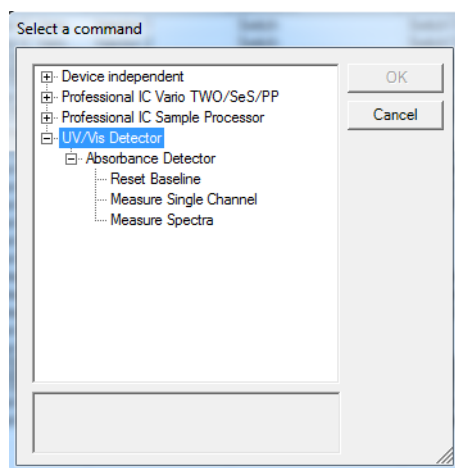 Select a command
Device independent
OK
Professional IC Vario TWO/SeS/PP
Professional IC Sample Processor
Cancel
UV/Vis Detector
Absorbance Detector
Reset Baseline
Measure Single Channel
Measure Spectra